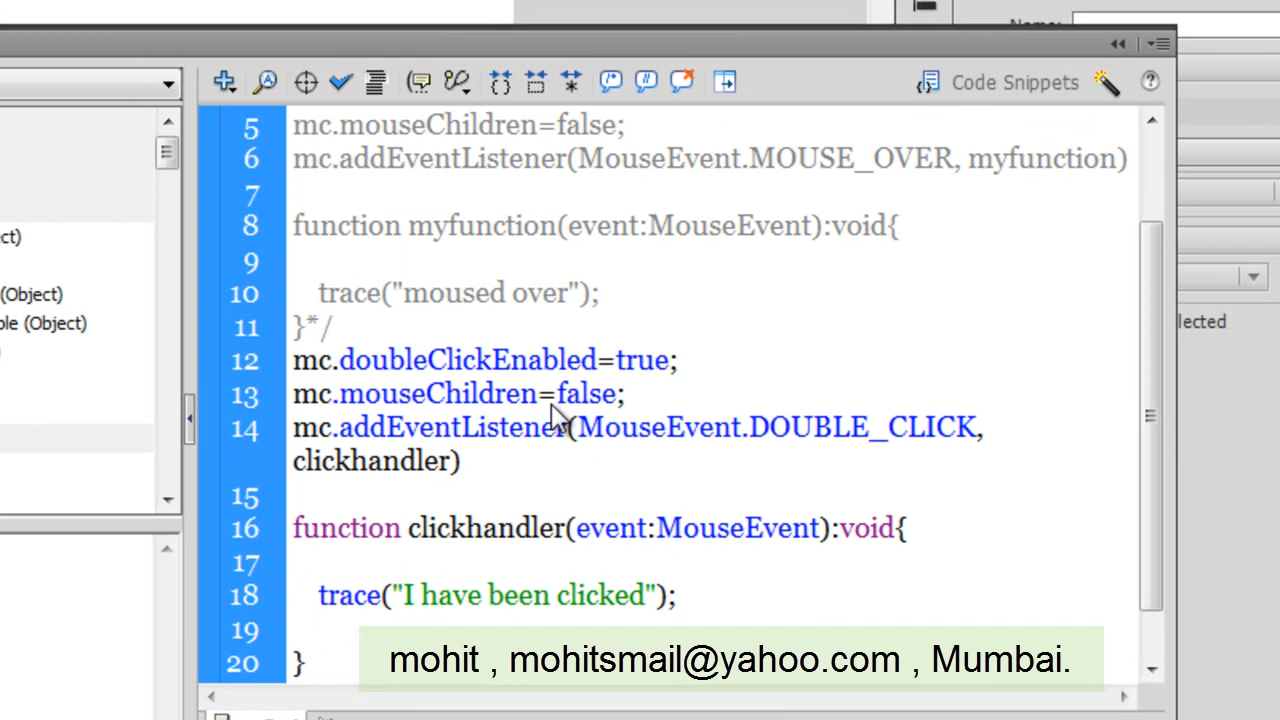 Name:
Code Snippets
5 mc.mouseChildren=false;
6 mc.addEventListener(MouseEvent.MOUSE_OVER, myfunction)
7
8 function myfunction(event:MouseEvent):void{
9
10 trace("moused over");
11 }*/
12 mc.doubleClickEnabled=true;
13 mc.mouseChildren=false;
14 mc.addEventListener(MouseEvent.DOUBLE_CLICK,
clickhandler)
15
16 function clickhandler(event:MouseEvent):void{
17
18 trace("I have been clicked");
19
20 }
ct)
(Object)
ple (Object)
lected
mohit , mohitsmail@yahoo.com , Mumbai.